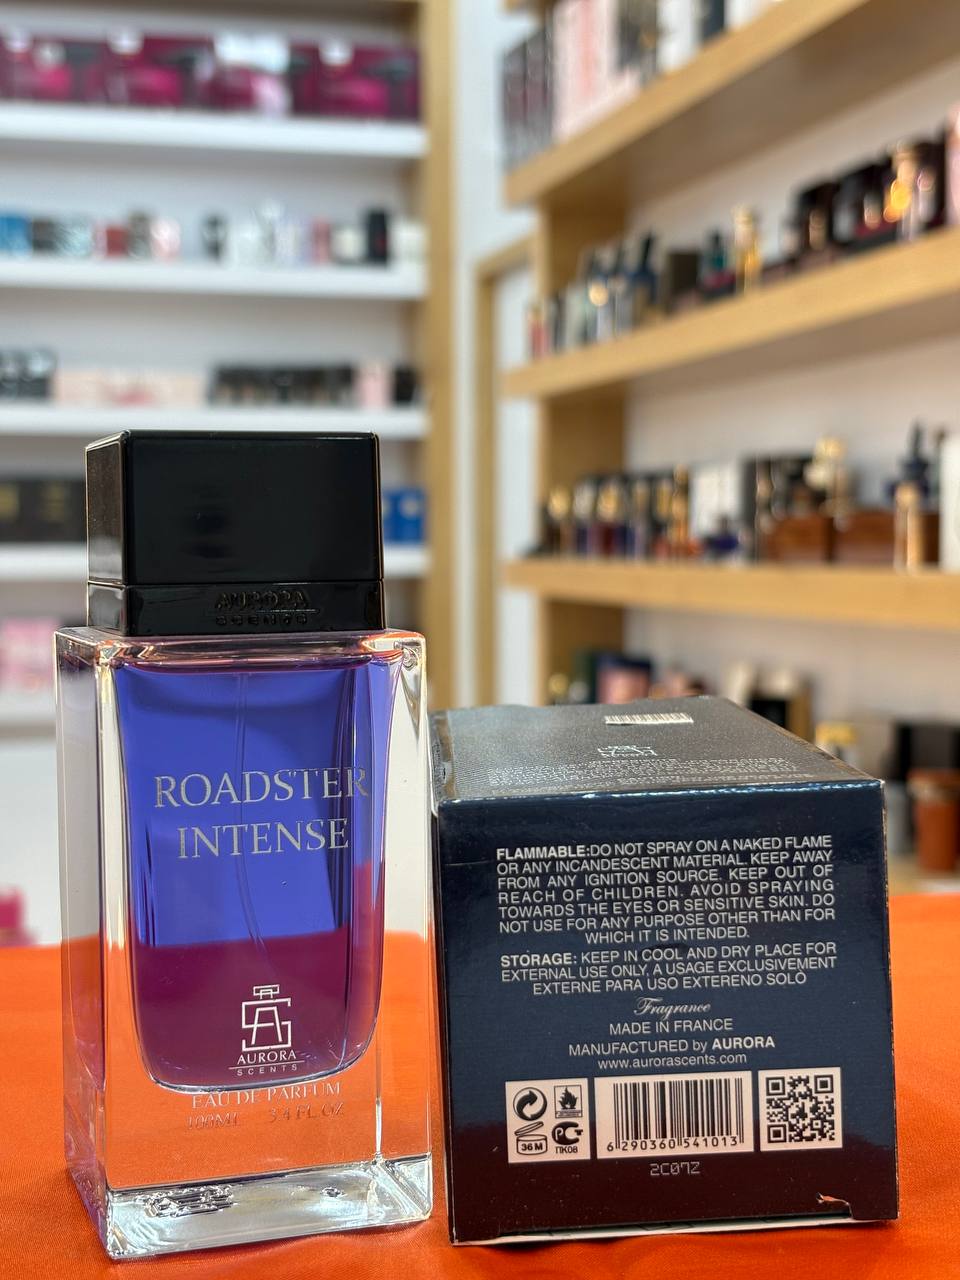 AURORA
SCENTS
ROADSTER
INTENSE
AURORA
SCENTS
EAU DE PARFUM
100ML 3.4 FL OZ
FLAMMABLE:DO NOT SPRAY ON A NAKED FLAME
OR ANY INCANDESCENT MATERIAL. KEEP AWAY
FROM ANY IGNITION SOURCE. KEEP OUT OF
REACH OF CHILDREN. AVOID SPRAYING
TOWARDS THE EYES OR SENSITIVE SKIN. DO
NOT USE FOR ANY PURPOSE OTHER THAN FOR
WHICH IT IS INTENDED.
STORAGE: KEEP IN COOL AND DRY PLACE FOR
EXTERNAL USE ONLY, A USAGE EXCLUSIVEMENT
EXTERNE PARA USO EXTERENO SOLO
Fragrance
MADE IN FRANCE
MANUFACTURED by AURORA
www.aurorascents.com
36M
ПК08
6 290360 541013
2C07Z